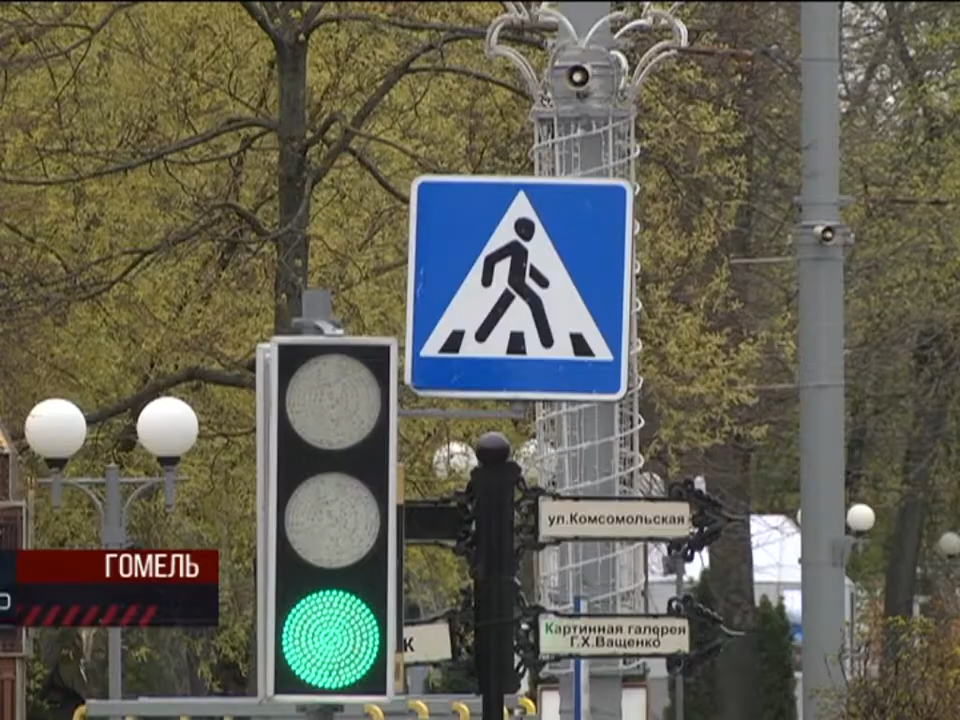 ул.Комсомольская
ГОМЕЛЬ
Картинная галерея
Г.Х.Ващенко